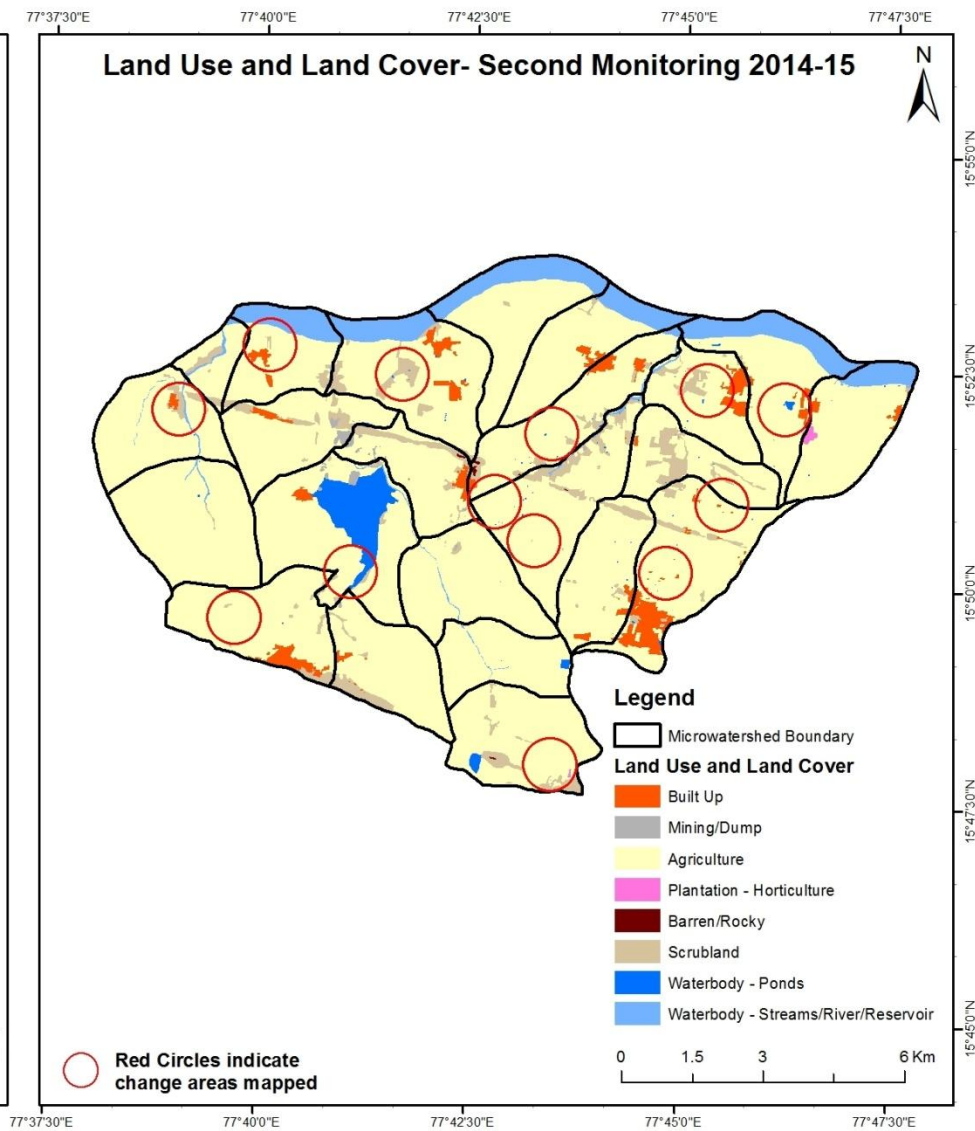 77°37'30"E
77°40'0"E
77°42'30"E
77°45'0"E
77°47'30"E
Land Use and Land Cover- Second Monitoring 2014-15
N
15°55'0"N
15°52'30"N
15°50'0"N
15°47'30"N
15°45'0"N
Legend
Microwatershed Boundary
Land Use and Land Cover
Built Up
Mining/Dump
Agriculture
Plantation - Horticulture
Barren/Rocky
Scrubland
Waterbody - Ponds
Waterbody - Streams/River/Reservoir
Red Circles indicate
change areas mapped
0 1.5 3 6 Km
77°37'30"E
77°40'0"E
77°42'30"E
77°45'0"E
77°47'30"E